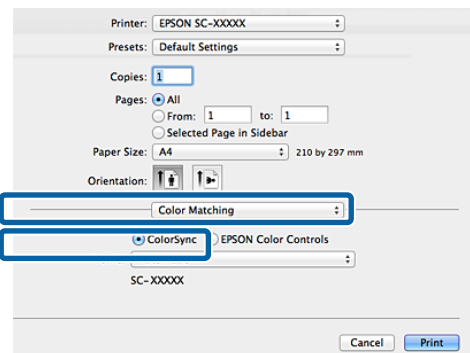 Printer: EPSON SC-XXXXX
Presets: Default Settings
Copies: 1
Pages: All
From: 1 to: 1
Selected Page in Sidebar
Paper Size: A4 210 by 297 mm
Orientation:
Color Matching
ColorSync EPSON Color Controls
SC-XXXXX
Cancel Print